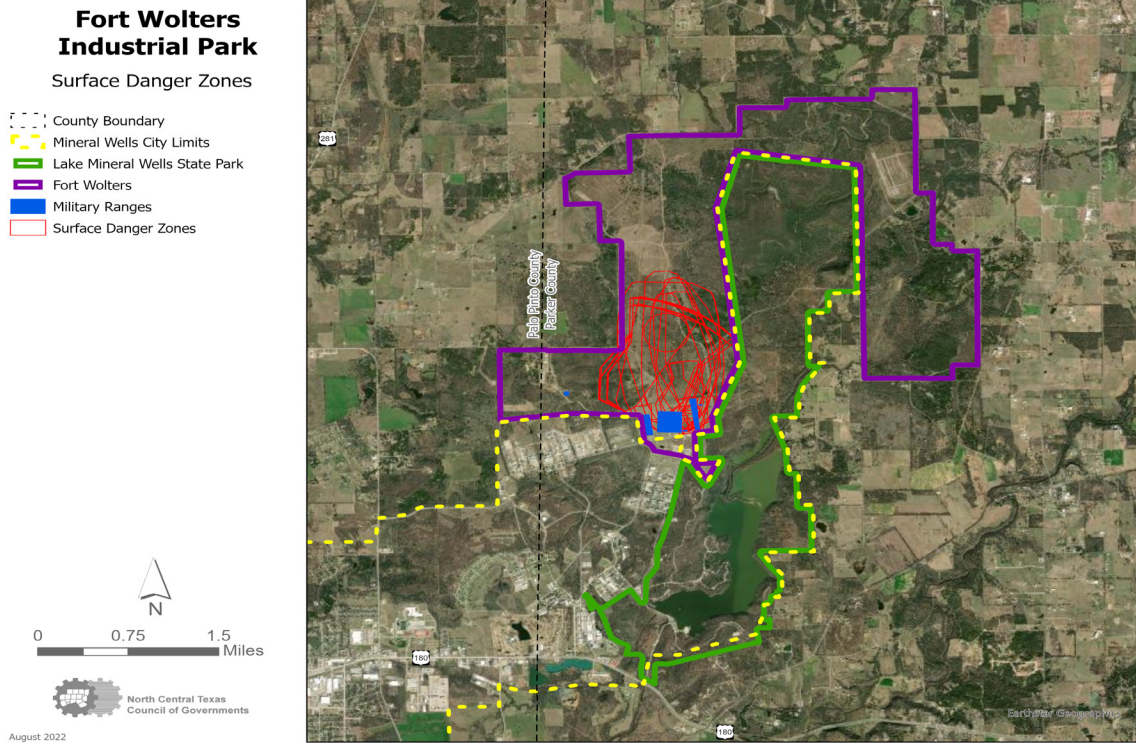 Fort Wolters
Industrial Park
Surface Danger Zones
County Boundary
Mineral Wells City Limits
Lake Mineral Wells State Park
Fort Wolters
Military Ranges
Surface Danger Zones
N
0 0.75 1.5
Miles
North Central Texas
Council of Governments
August 2022
281
Palo Pinto County
Parker County
180
180
Earthstar Geographics